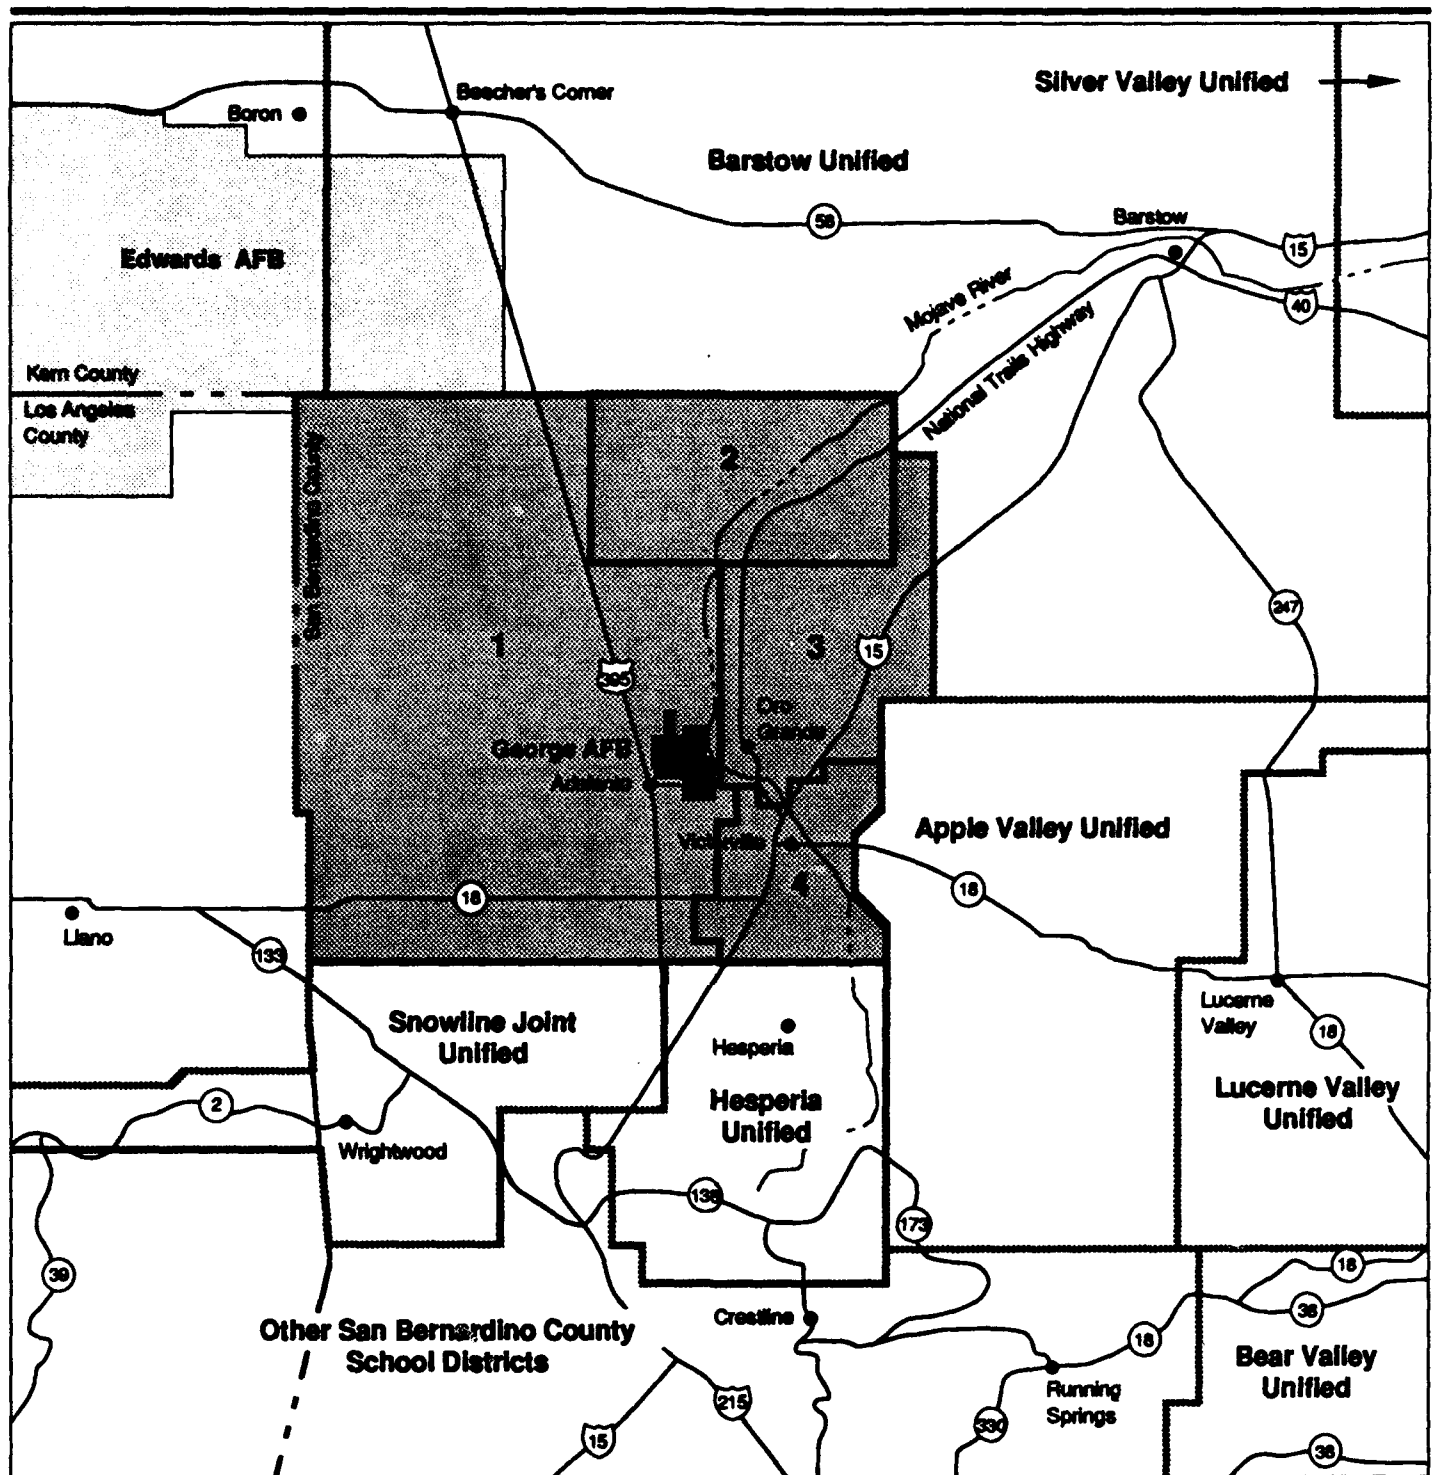 Silver Valley Unified
Beecher's Corner
Boron
Barstow Unified
58
Barstow
15
Edwards AFB
Mojave River
40
National Trails Highway
Kern County
Los Angeles
County
San Bernardino County
2
247
1
3
15
395
Oro
Grande
George AFB
Adelanto
Apple Valley Unified
Victorville
4
18
18
Llano
133
Lucerne
Valley
18
Snowline Joint
Unified
Hesperia
Lucerne Valley
Unified
2
Hesperia
Unified
Wrightwood
138
173
39
18
38
Crestline
Other San Bernardino County
School Districts
18
Bear Valley
Unified
Running
Springs
215
330
15
38